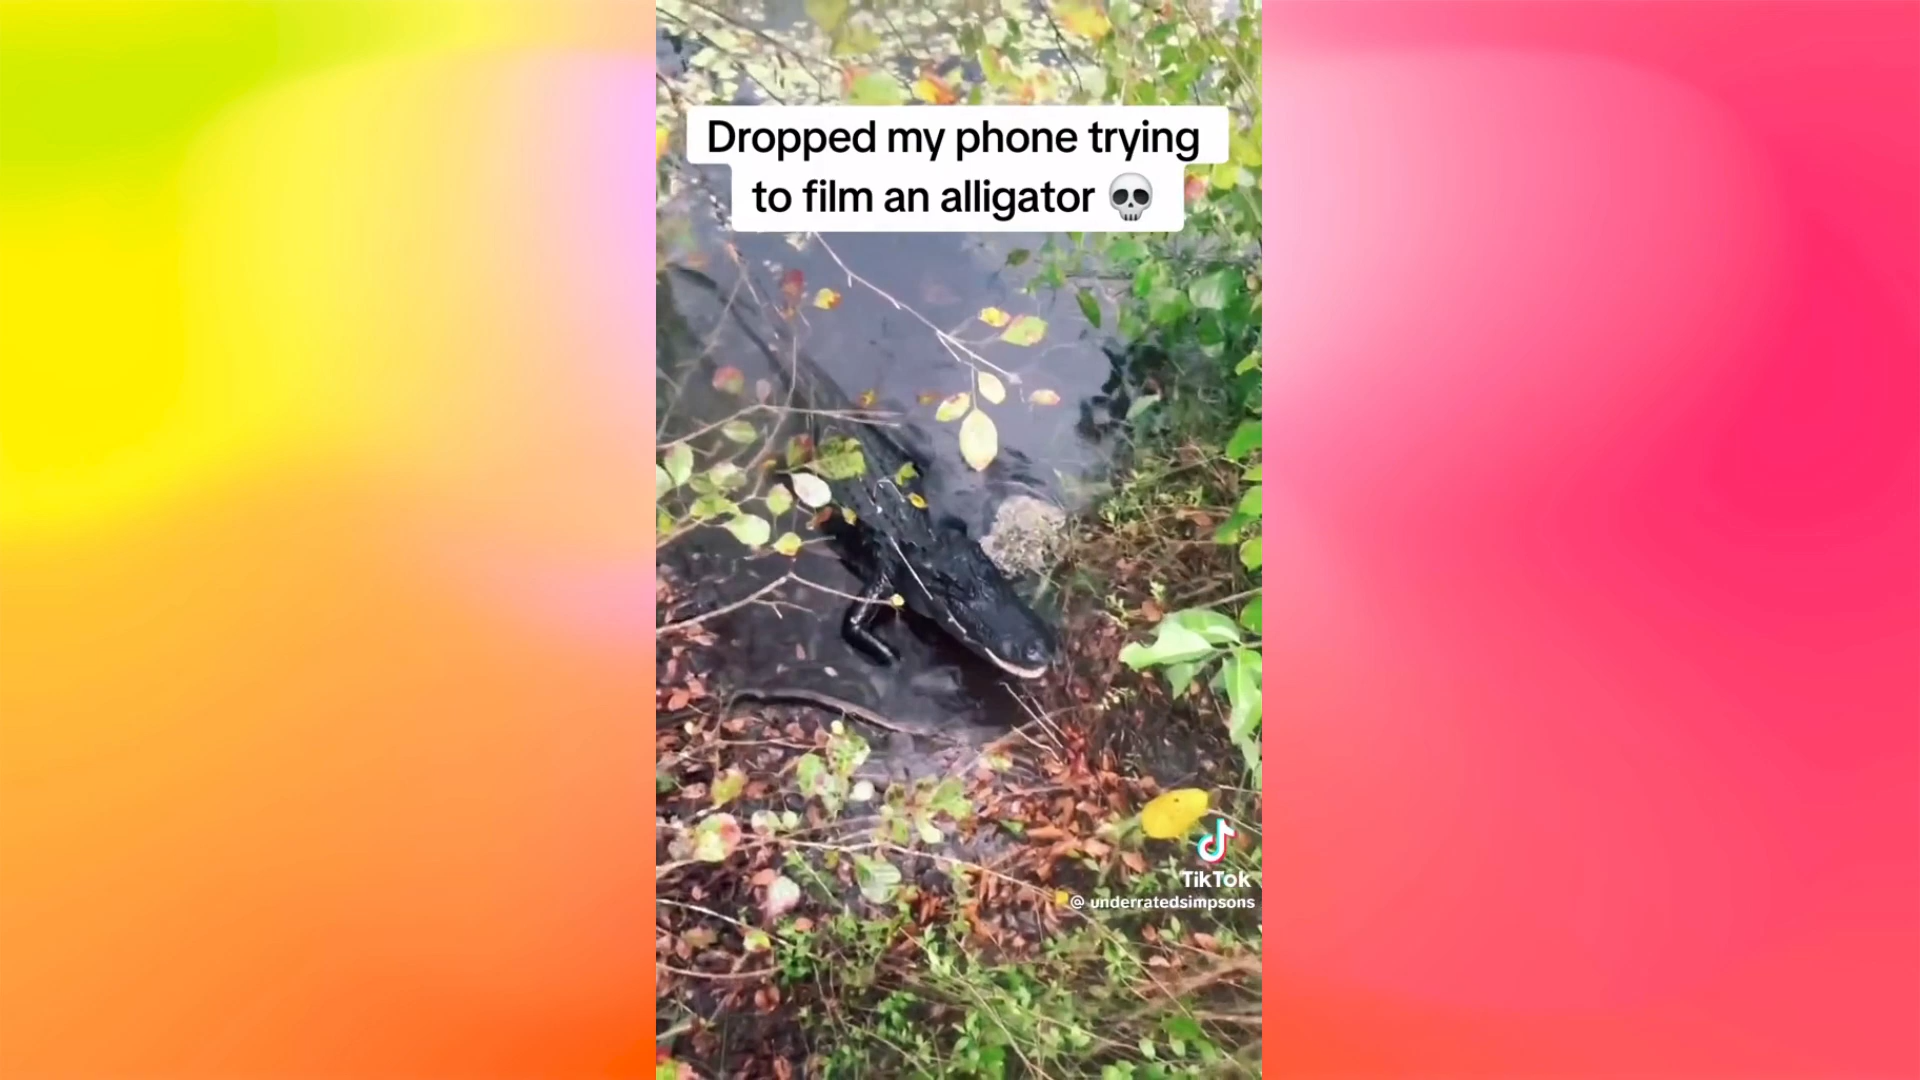 Dropped my phone trying
to film an alligator 💀
TikTok
@ underratedsimpsons